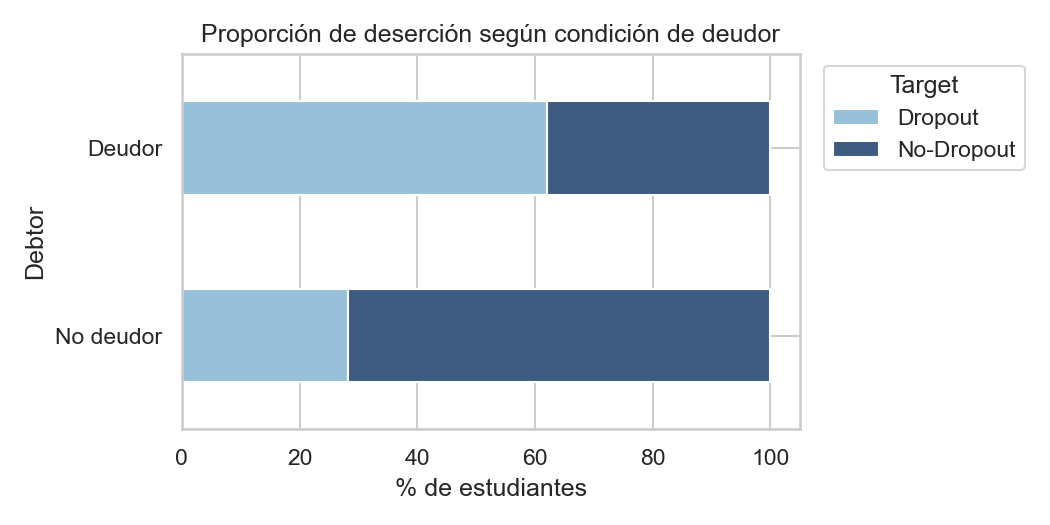 Proporción de deserción según condición de deudor
Target
Dropout
No-Dropout
Debtor
Deudor
No deudor
0 20 40 60 80 100
% de estudiantes